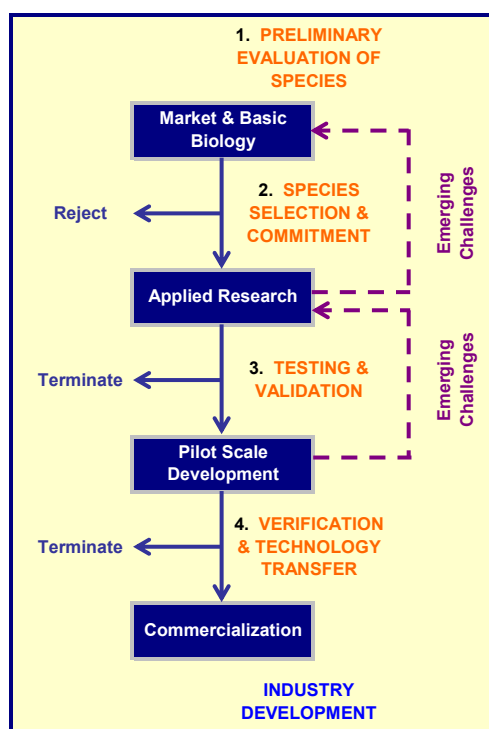 1. PRELIMINARY
EVALUATION OF
SPECIES
Market & Basic
Biology
Reject
2. SPECIES
SELECTION &
COMMITMENT
Emerging
Challenges
Applied Research
Terminate
3. TESTING &
VALIDATION
Emerging
Challenges
Pilot Scale
Development
Terminate
4. VERIFICATION
& TECHNOLOGY
TRANSFER
Commercialization
INDUSTRY
DEVELOPMENT